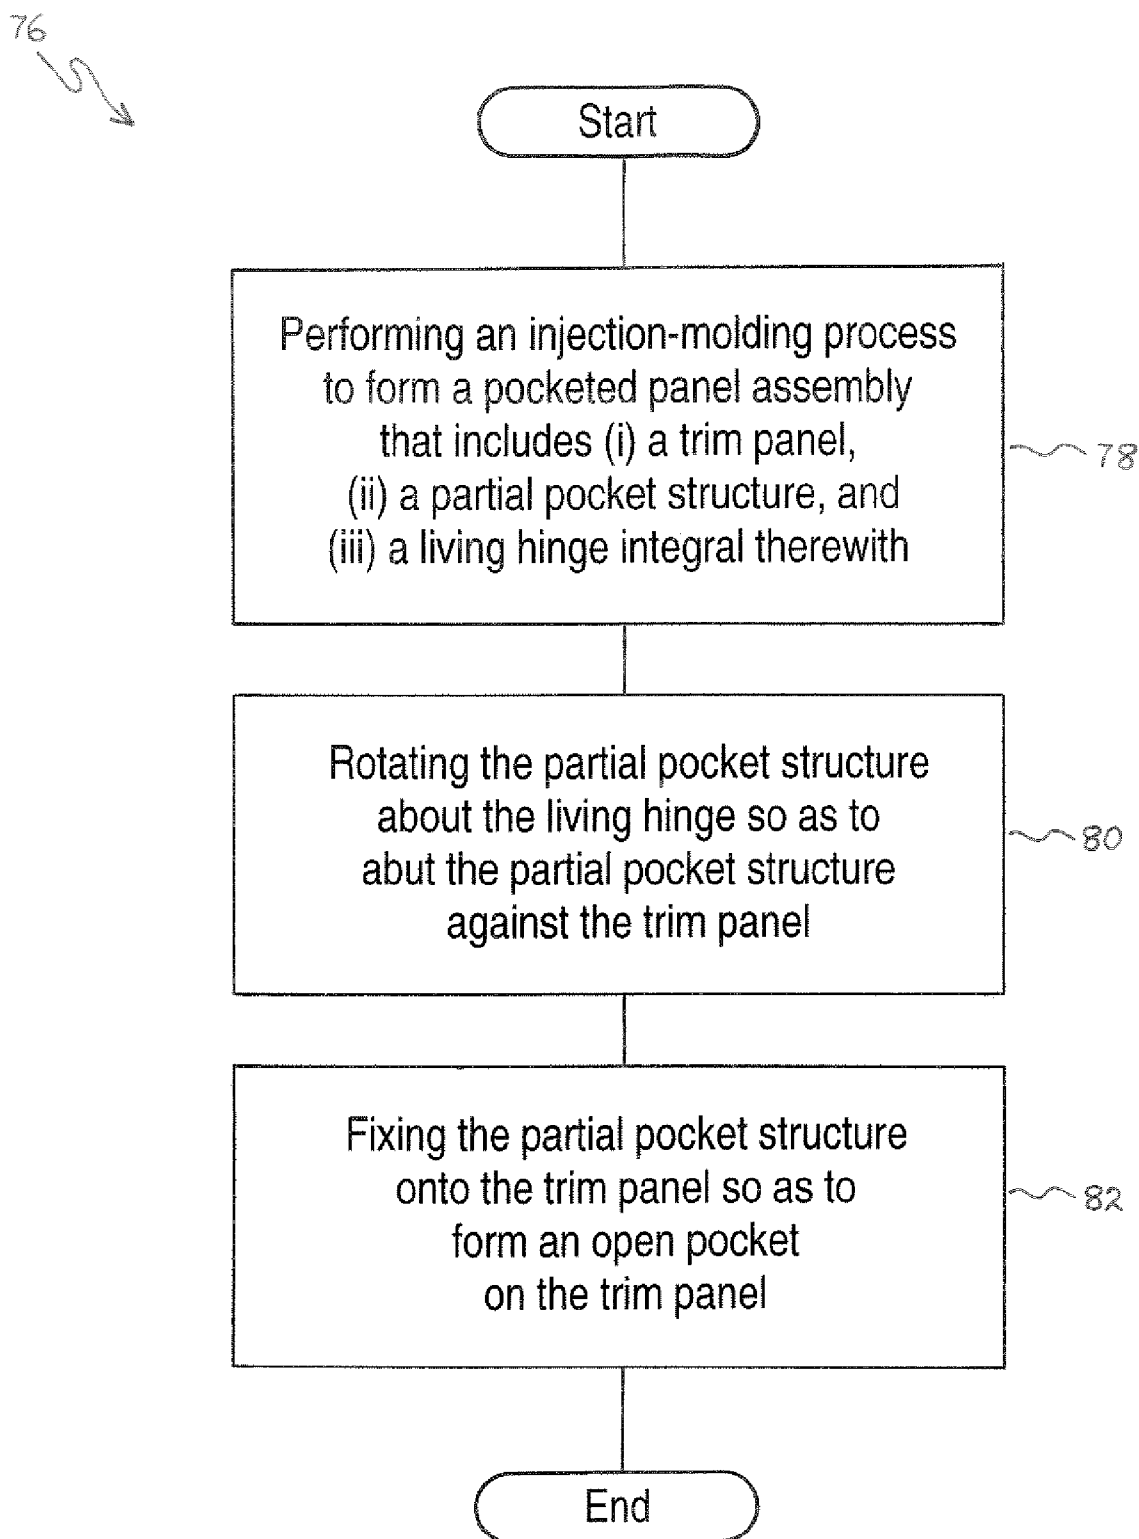 76
Start
Performing an injection-molding process
to form a pocketed panel assembly
that includes (i) a trim panel,
(ii) a partial pocket structure, and
(iii) a living hinge integral therewith
78
Rotating the partial pocket structure
about the living hinge so as to
abut the partial pocket structure
against the trim panel
80
Fixing the partial pocket structure
onto the trim panel so as to
form an open pocket
on the trim panel
82
End